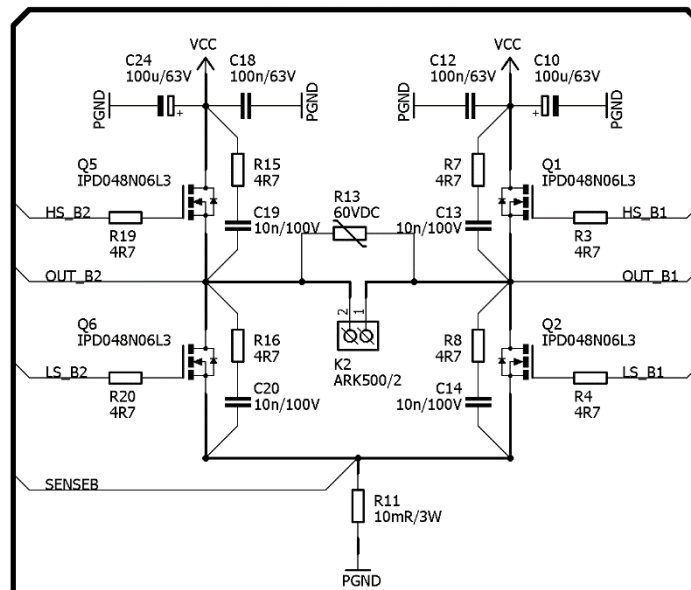 VCC
VCC
C24
100u/63V
C18
100n/63V
C12
100n/63V
C10
100u/63V
PGND
+
PGND
PGND
+
PGND
Q5
IPD048N06L3
R15
4R7
R7
4R7
Q1
IPD048N06L3
R13
60VDC
HS_B2
C19
10n/100V
C13
10n/100V
HS_B1
R19
4R7
R3
4R7
OUT_B2
OUT_B1
2
1
Q6
IPD048N06L3
R16
4R7
R8
4R7
Q2
IPD048N06L3
K2
ARK500/2
LS_B2
LS_B1
R20
4R7
C20
10n/100V
C14
10n/100V
R4
4R7
SENSEB
R11
10mR/3W
PGND